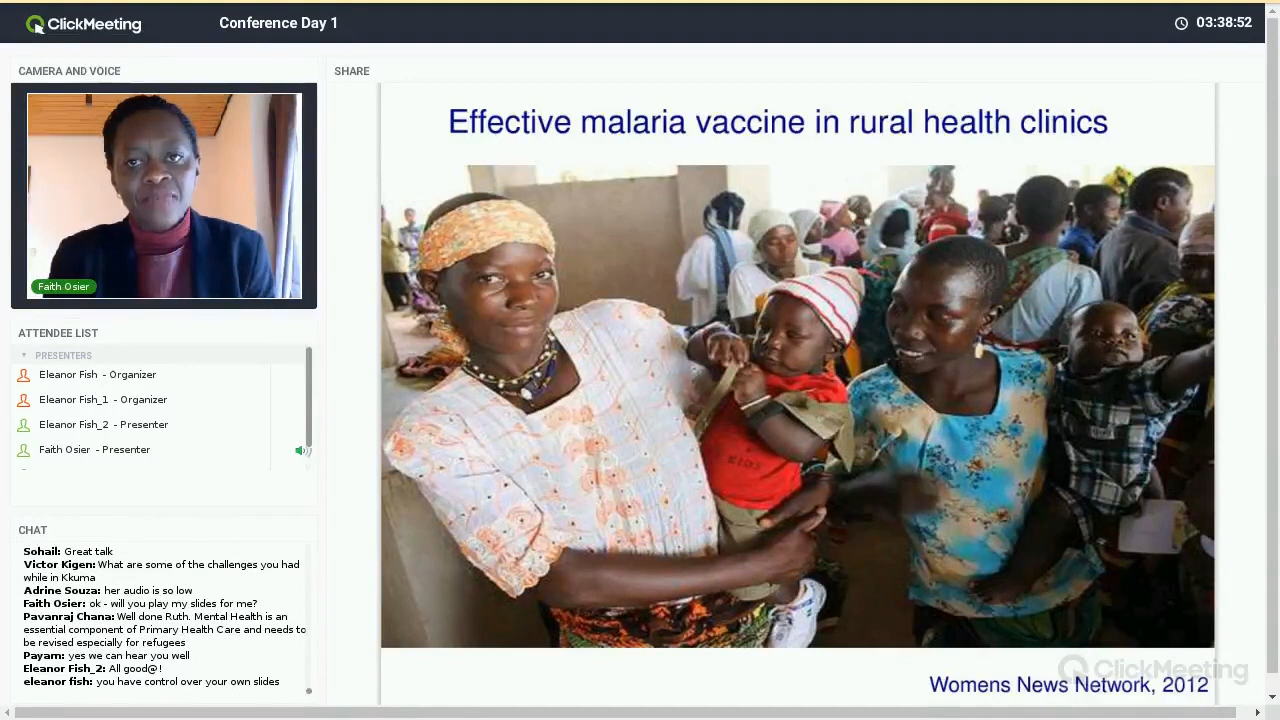 ClickMeeting
Conference Day 1
03:38:52
CAMERA AND VOICE
SHARE
Faith Osier
ATTENDEE LIST
PRESENTERS
Eleanor Fish - Organizer
Eleanor Fish_1 - Organizer
Eleanor Fish_2 - Presenter
Faith Osier - Presenter
CHAT
Sohail: Great talk
Victor Kigen: What are some of the challenges you had
while in Kkuma
Adrine Souza: her audio is so low
Faith Osier: ok - will you play my slides for me?
Pavanraj Chana: Well done Ruth. Mental Health is an
essential component of Primary Health Care and needs to
be revised especially for refugees
Payam: yes we can hear you well
Eleanor Fish_2: All good@!
eleanor fish: you have control over your own slides
Effective malaria vaccine in rural health clinics
KIDS
ClickMeeting
Womens News Network, 2012